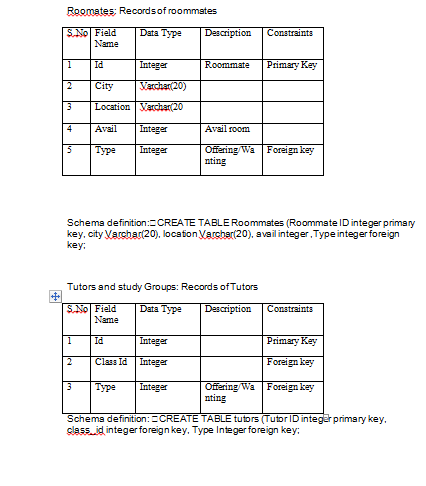 Roomates: Records of roommates
S.No Field Name Data Type Description Constraints
1 Id Integer Roommate Primary Key
2 City Varchar(20)
3 Location Varchar(20
4 Avail Integer Avail room
5 Type Integer Offering/Wanting Foreign key
Schema definition: CREATE TABLE Roommates (Roommate ID integer primary
key, city Varchar(20), location Varchar(20), avail integer ,Type integer foreign
key;
Tutors and study Groups: Records of Tutors
S.No Field Name Data Type Description Constraints
1 Id Integer Primary Key
2 Class Id Integer Foreign key
3 Type Integer Offering/Wanting Foreign key
Schema definition: CREATE TABLE tutors (Tutor ID integer primary key,
class_id integer foreign key, Type Integer foreign key;